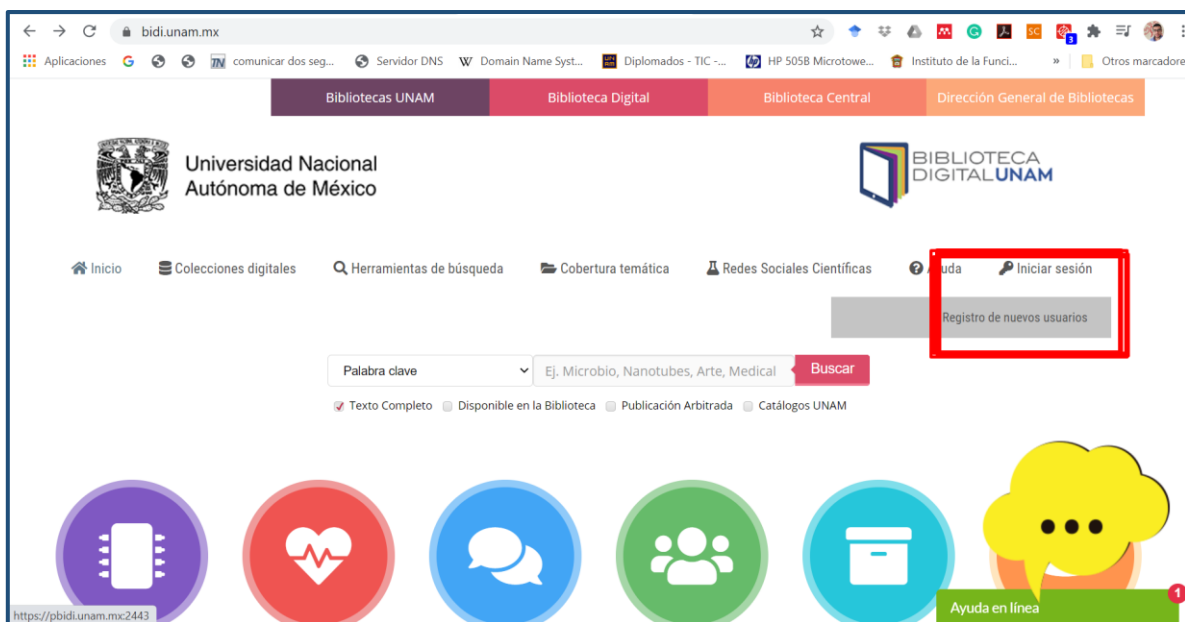 bidi.unam.mx
Aplicaciones
comunicar dos seg...
Servidor DNS
Domain Name Syst...
Diplomados - TIC -...
HP 505B Microtowe...
Instituto de la Funci...
»
Otros marcadore
Bibliotecas UNAM
Biblioteca Digital
Biblioteca Central
Dirección General de Bibliotecas
Universidad Nacional
Autónoma de México
BIBLIOTECA
DIGITALUNAM
Inicio
Colecciones digitales
Herramientas de búsqueda
Cobertura temática
Redes Sociales Científicas
Iniciar sesión
Registro de nuevos usuarios
Palabra clave
Ej. Microbio, Nanotubes, Arte, Medical
Buscar
Texto Completo
Disponible en la Biblioteca
Publicación Arbitrada
Catálogos UNAM
https://pbidi.unam.mx:2443
Ayuda en línea
1